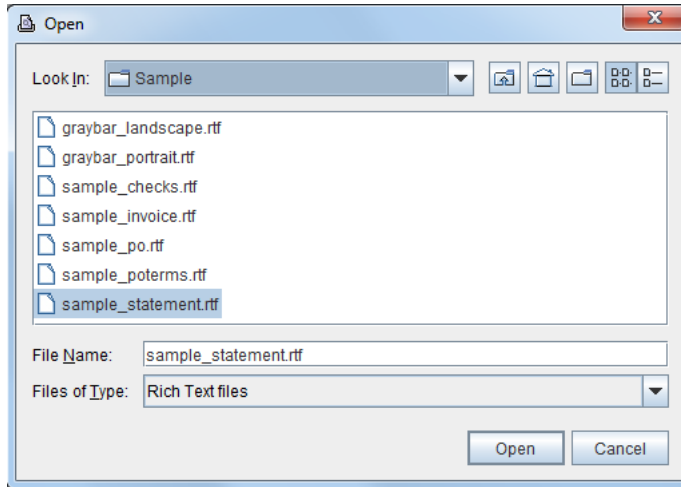 Open
Look In: Sample
graybar_landscape.rtf
graybar_portrait.rtf
sample_checks.rtf
sample_invoice.rtf
sample_po.rtf
sample_poterms.rtf
sample_statement.rtf
File Name: sample_statement.rtf
Files of Type: Rich Text files
Open Cancel